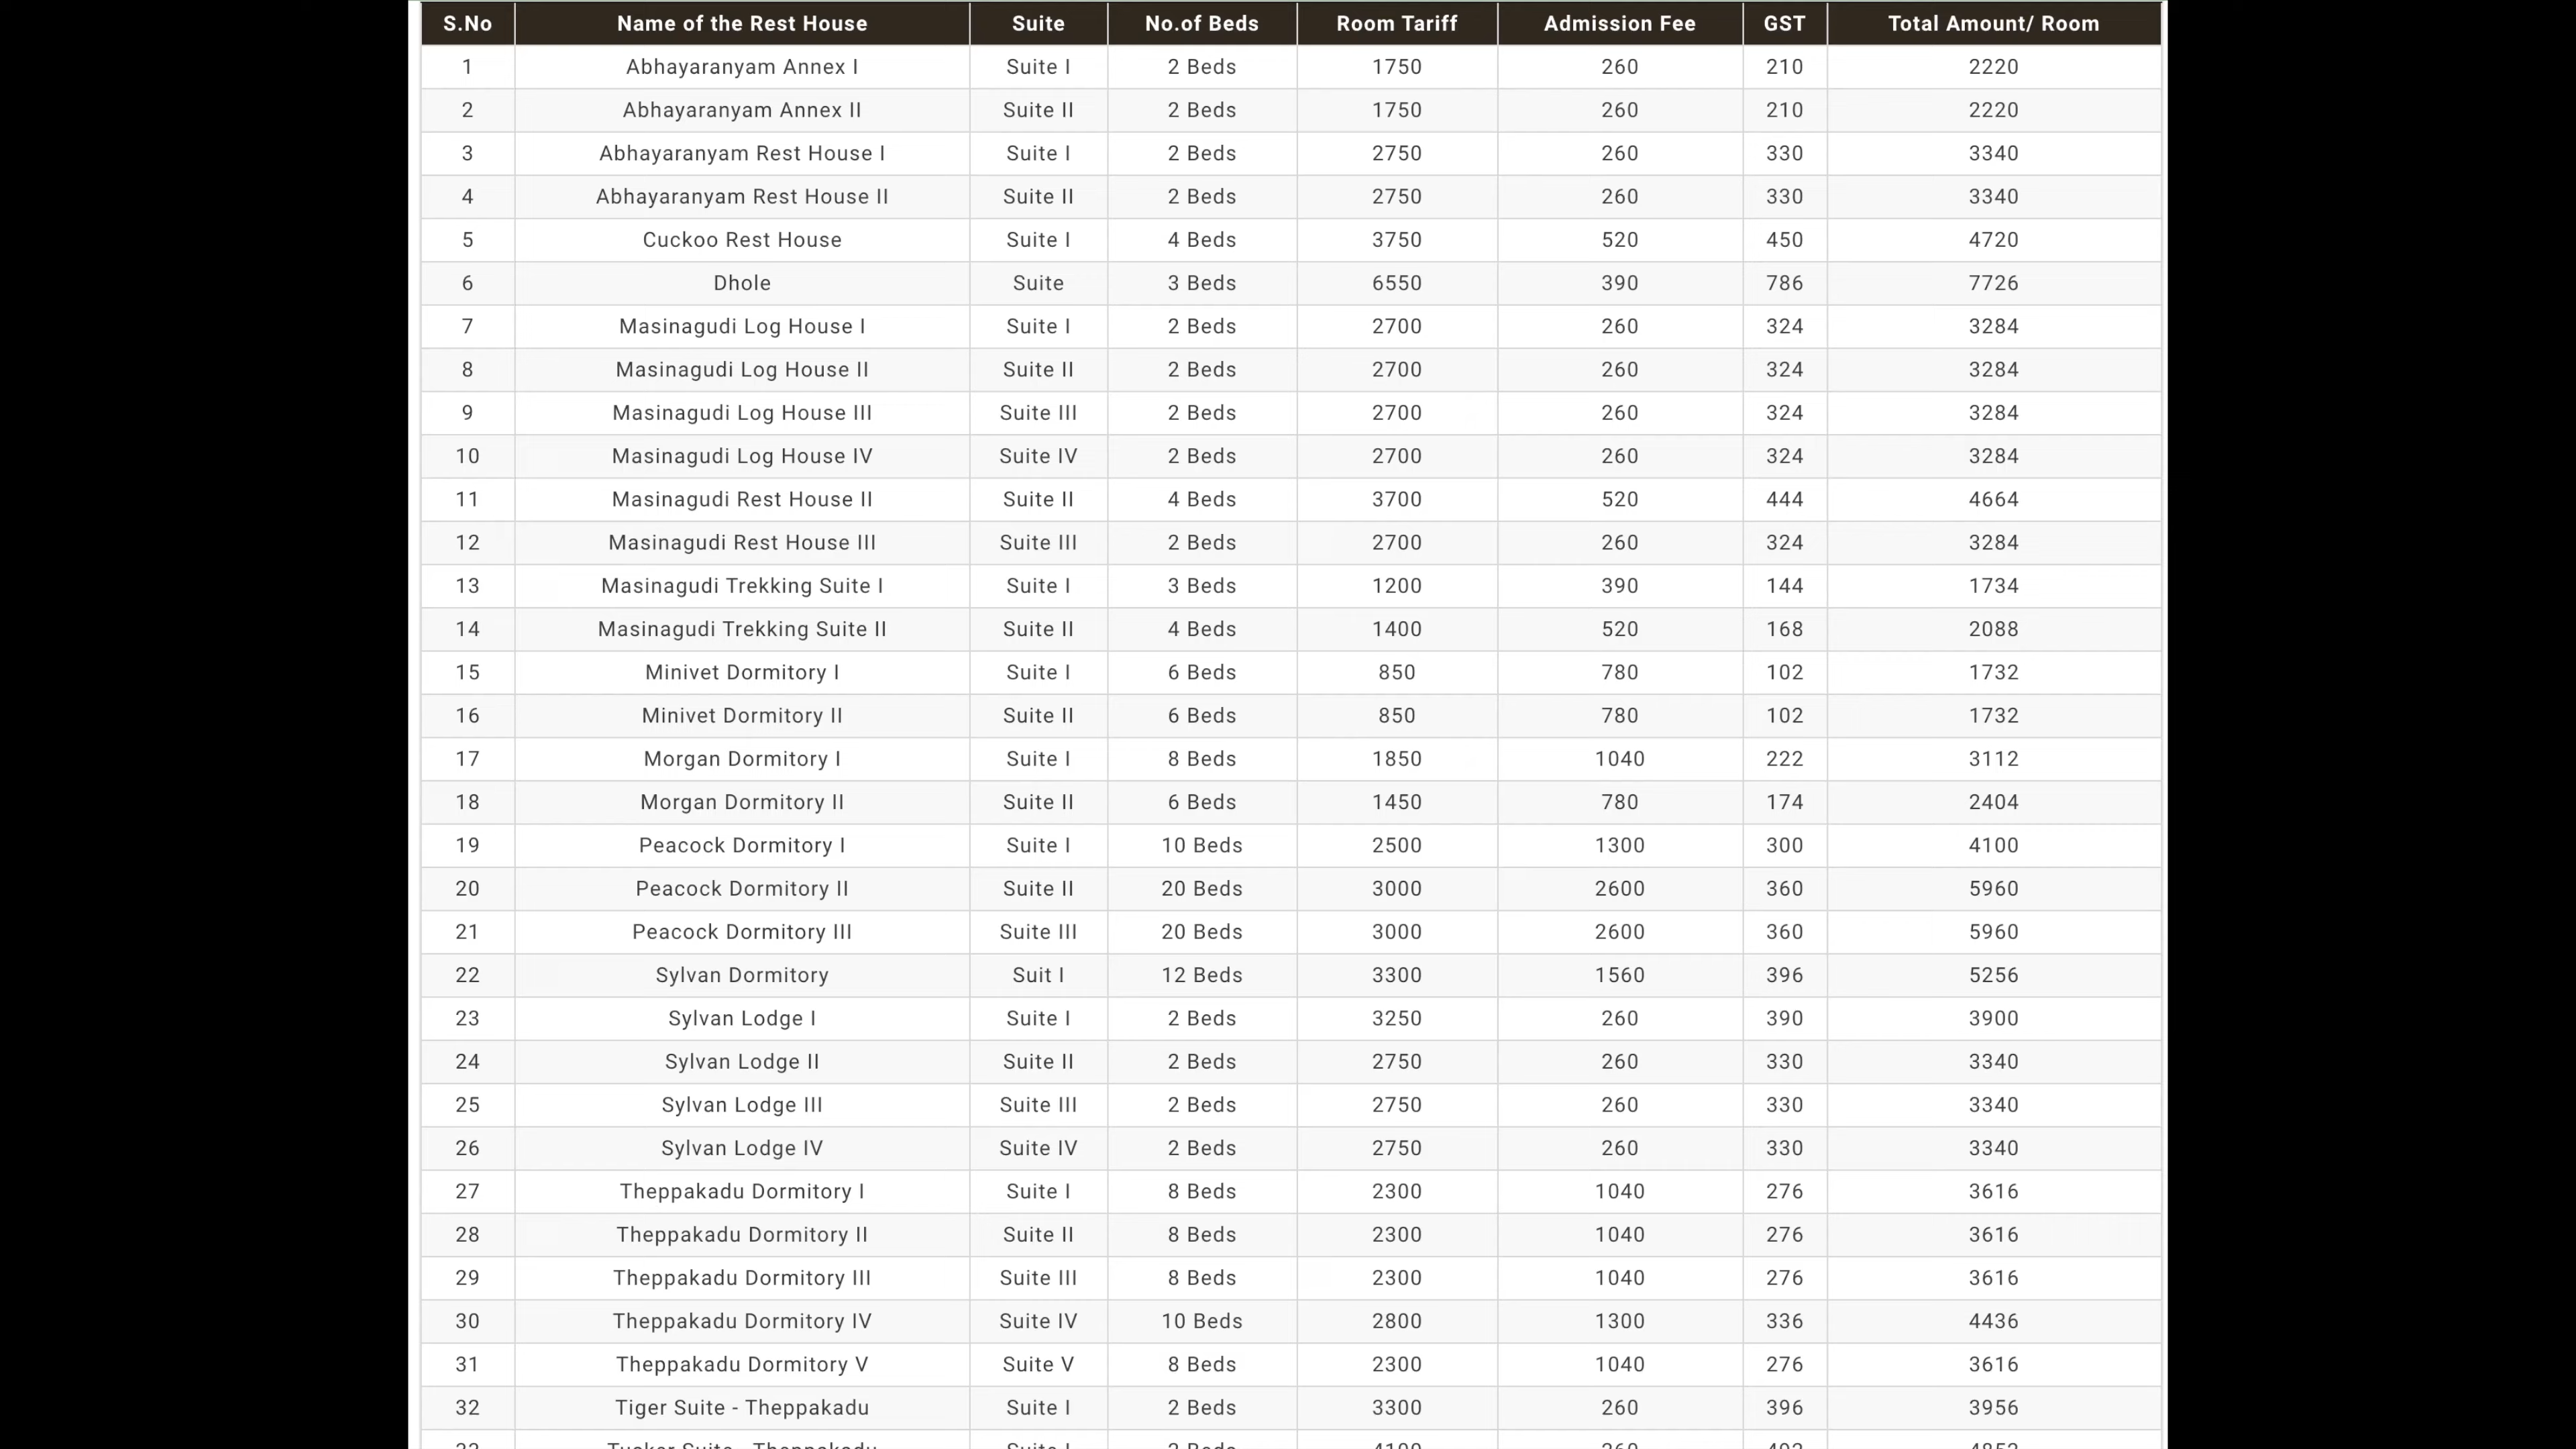 S.No Name of the Rest House Suite No.of Beds Room Tariff Admission Fee GST Total Amount/ Room
1 Abhayaranyam Annex I Suite I 2 Beds 1750 260 210 2220
2 Abhayaranyam Annex II Suite II 2 Beds 1750 260 210 2220
3 Abhayaranyam Rest House I Suite I 2 Beds 2750 260 330 3340
4 Abhayaranyam Rest House II Suite II 2 Beds 2750 260 330 3340
5 Cuckoo Rest House Suite I 4 Beds 3750 520 450 4720
6 Dhole Suite 3 Beds 6550 390 786 7726
7 Masinagudi Log House I Suite I 2 Beds 2700 260 324 3284
8 Masinagudi Log House II Suite II 2 Beds 2700 260 324 3284
9 Masinagudi Log House III Suite III 2 Beds 2700 260 324 3284
10 Masinagudi Log House IV Suite IV 2 Beds 2700 260 324 3284
11 Masinagudi Rest House II Suite II 4 Beds 3700 520 444 4664
12 Masinagudi Rest House III Suite III 2 Beds 2700 260 324 3284
13 Masinagudi Trekking Suite I Suite I 3 Beds 1200 390 144 1734
14 Masinagudi Trekking Suite II Suite II 4 Beds 1400 520 168 2088
15 Minivet Dormitory I Suite I 6 Beds 850 780 102 1732
16 Minivet Dormitory II Suite II 6 Beds 850 780 102 1732
17 Morgan Dormitory I Suite I 8 Beds 1850 1040 222 3112
18 Morgan Dormitory II Suite II 6 Beds 1450 780 174 2404
19 Peacock Dormitory I Suite I 10 Beds 2500 1300 300 4100
20 Peacock Dormitory II Suite II 20 Beds 3000 2600 360 5960
21 Peacock Dormitory III Suite III 20 Beds 3000 2600 360 5960
22 Sylvan Dormitory Suit I 12 Beds 3300 1560 396 5256
23 Sylvan Lodge I Suite I 2 Beds 3250 260 390 3900
24 Sylvan Lodge II Suite II 2 Beds 2750 260 330 3340
25 Sylvan Lodge III Suite III 2 Beds 2750 260 330 3340
26 Sylvan Lodge IV Suite IV 2 Beds 2750 260 330 3340
27 Theppakadu Dormitory I Suite I 8 Beds 2300 1040 276 3616
28 Theppakadu Dormitory II Suite II 8 Beds 2300 1040 276 3616
29 Theppakadu Dormitory III Suite III 8 Beds 2300 1040 276 3616
30 Theppakadu Dormitory IV Suite IV 10 Beds 2800 1300 336 4436
31 Theppakadu Dormitory V Suite V 8 Beds 2300 1040 276 3616
32 Tiger Suite - Theppakadu Suite I 2 Beds 3300 260 396 3956